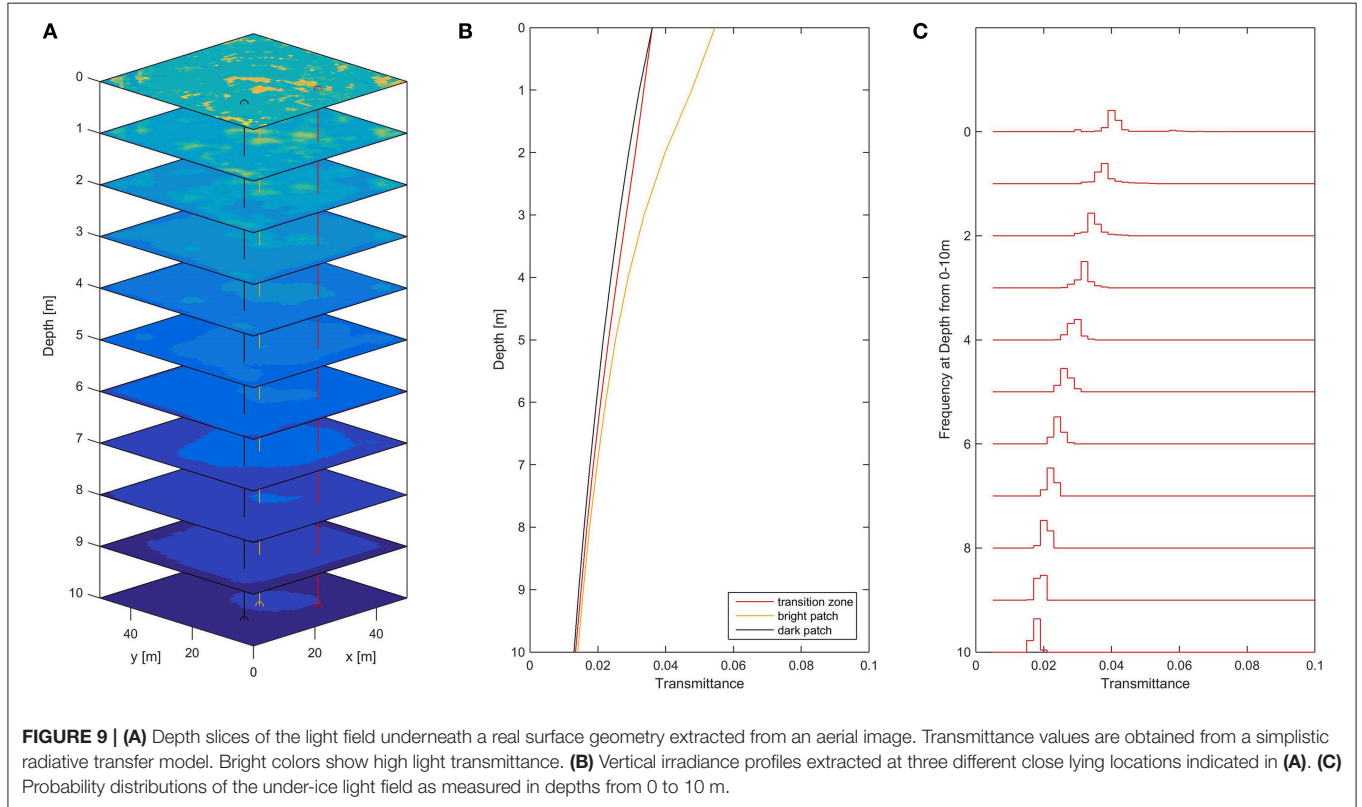 A
0
1
2
3
4
5
6
7
8
9
10
Depth [m]
40
20
0
y [m]
20
40
x [m]
B
0
1
2
3
4
5
6
7
8
9
10
Depth [m]
transition zone
bright patch
dark patch
0
0.02
0.04
0.06
0.08
0.1
Transmittance
C
0
2
4
6
8
10
Frequency at Depth from 0-10m
0
0.02
0.04
0.06
0.08
0.1
Transmittance
FIGURE 9 | (A) Depth slices of the light field underneath a real surface geometry extracted from an aerial image. Transmittance values are obtained from a simplistic
radiative transfer model. Bright colors show high light transmittance. (B) Vertical irradiance profiles extracted at three different close lying locations indicated in (A). (C)
Probability distributions of the under-ice light field as measured in depths from 0 to 10 m.